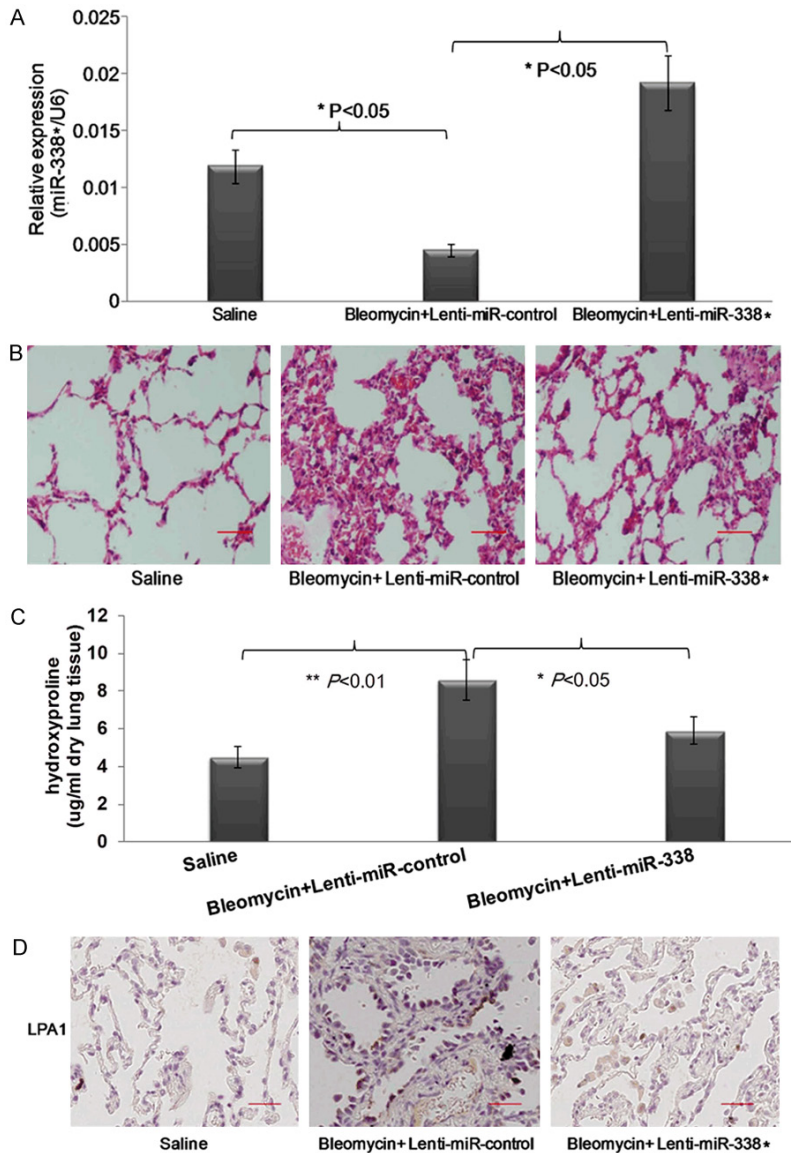 A
Relative expression
(miR-338*/U6)
0.025
0.02
0.015
0.01
0.005
0
* P<0.05
* P<0.05
Saline
Bleomycin+Lenti-miR-control
Bleomycin+Lenti-miR-338*
B
Saline
Bleomycin+ Lenti-miR-control
Bleomycin+ Lenti-miR-338*
C
hydroxyproline
(ug/ml dry lung tissue)
12
10
8
6
4
2
0
** P<0.01
* P<0.05
Saline
Bleomycin+Lenti-miR-control
Bleomycin+Lenti-miR-338
D
LPA1
Saline
Bleomycin+ Lenti-miR-control
Bleomycin+ Lenti-miR-338*